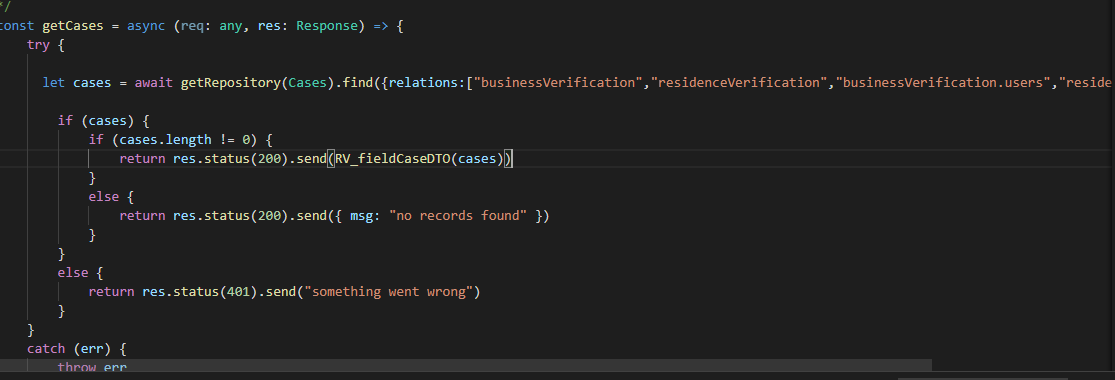 */
const getCases = async (req: any, res: Response) => {
try {
let cases = await getRepository(Cases).find({relations:["businessVerification","residenceVerification","businessVerification.users","reside
if (cases) {
if (cases.length != 0) {
return res.status(200).send(RV_fieldCaseDTO(cases))
}
else {
return res.status(200).send({ msg: "no records found" })
}
}
else {
return res.status(401).send("something went wrong")
}
}
catch (err) {
throw err